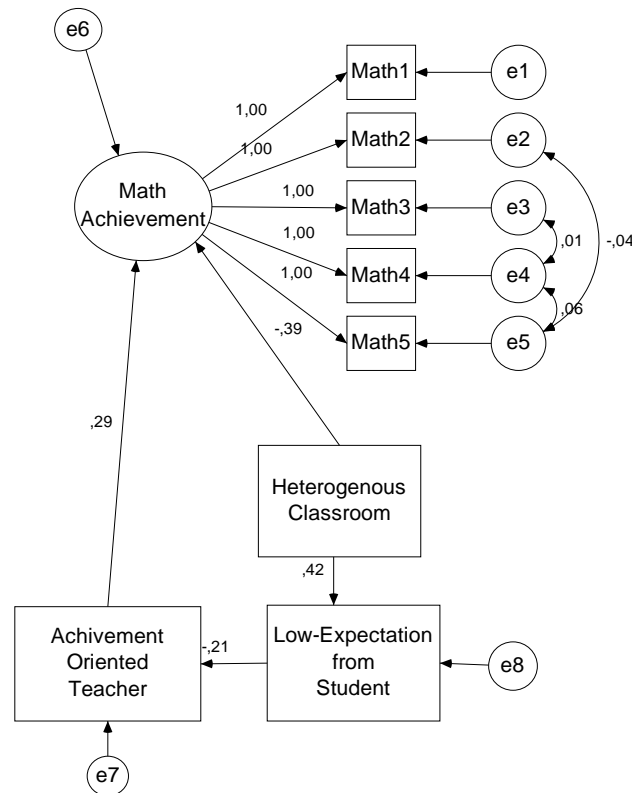 e6
Math1
e1
1,00
Math2
e2
1,00
Math
Achievement
1,00
Math3
e3
,01
-,04
1,00
Math4
e4
1,00
,06
-,39
Math5
e5
,29
Heterogenous
Classroom
,42
Achivement
Oriented
Teacher
-,21
Low-Expectation
from
Student
e8
e7